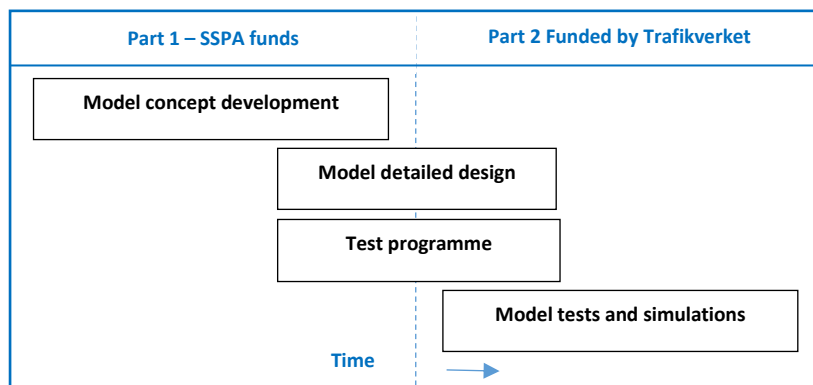 Part 1 – SSPA funds
Part 2 Funded by Trafikverket
Model concept development
Model detailed design
Test programme
Model tests and simulations
Time